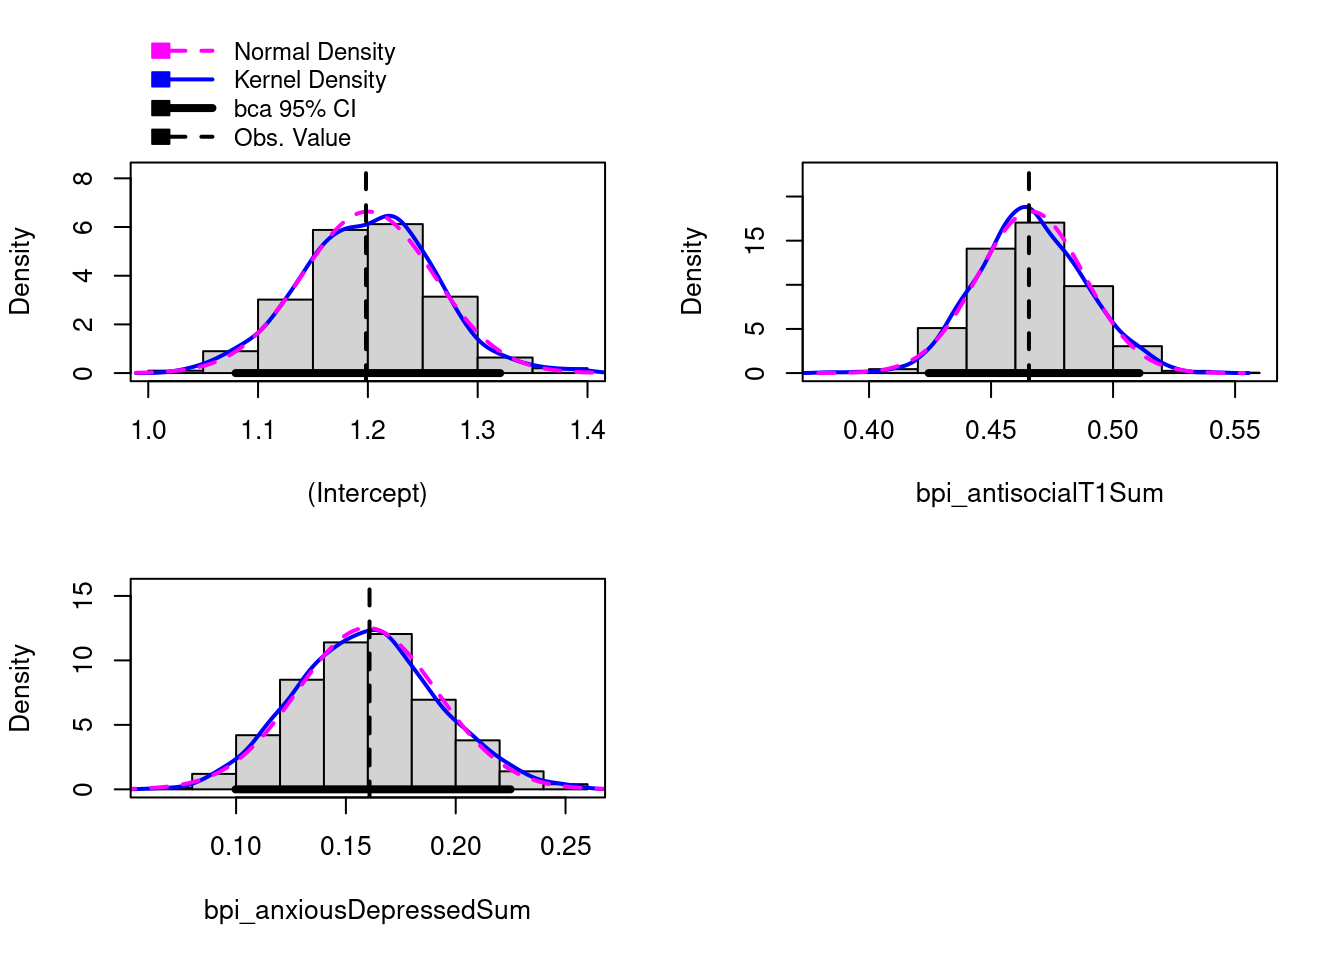 Normal Density
Kernel Density
bca 95% CI
Obs. Value
Density
8
6
4
2
0
1.0 1.1 1.2 1.3 1.4
(Intercept)
Density
15
5
0
0.40 0.45 0.50 0.55
bpi_antisocialT1Sum
Density
15
10
5
0
0.10 0.15 0.20 0.25
bpi_anxiousDepressedSum